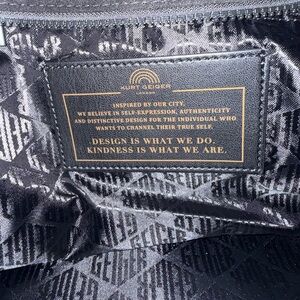 KURT GEIGER
LONDON
INSPIRED BY OUR CITY.
WE BELIEVE IN SELF-EXPRESSION, AUTHENTICITY
AND DISTINCTIVE DESIGN FOR THE INDIVIDUAL WHO
WANTS TO CHANNEL THEIR TRUE SELF.
DESIGN IS WHAT WE DO.
KINDNESS IS WHAT WE ARE.